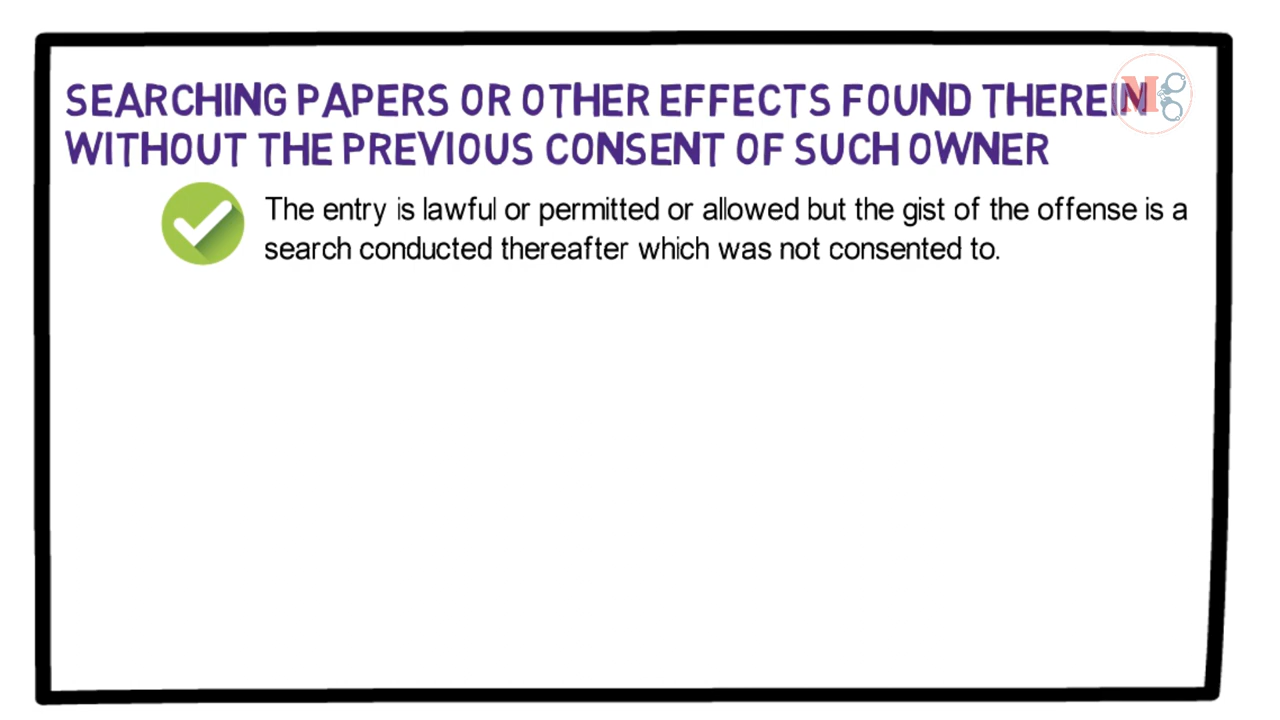 SEARCHING PAPERS OR OTHER EFFECTS FOUND THEREIN
WITHOUT THE PREVIOUS CONSENT OF SUCH OWNER
The entry is lawful or permitted or allowed but the gist of the offense is a
search conducted thereafter which was not consented to.
M